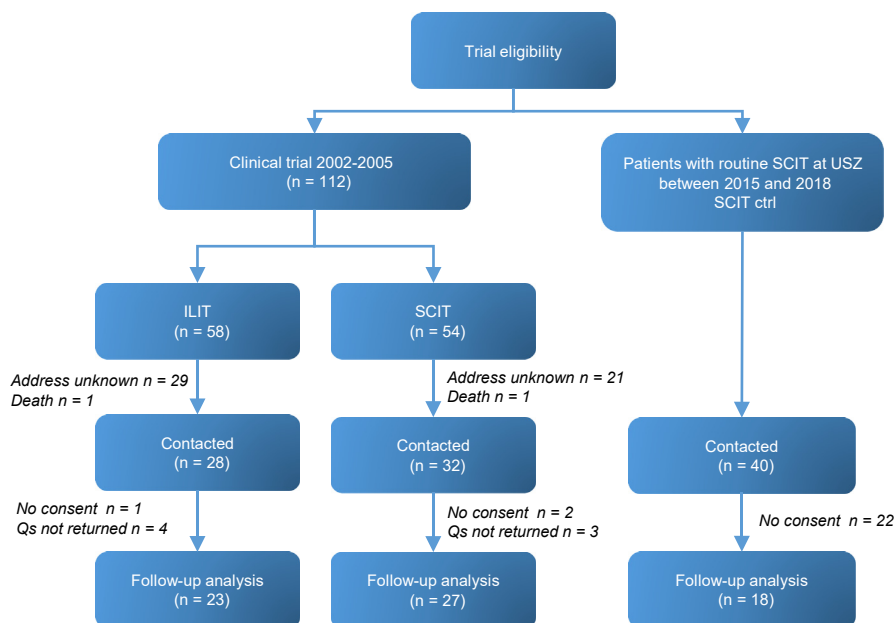 Trial eligibility
Clinical trial 2002-2005
(n = 112)
Patients with routine SCIT at USZ
between 2015 and 2018
SCIT ctrl
ILIT
(n = 58)
SCIT
(n = 54)
Address unknown n = 29
Death n = 1
Address unknown n = 21
Death n = 1
Contacted
(n = 28)
Contacted
(n = 32)
Contacted
(n = 40)
No consent n = 1
Qs not returned n = 4
No consent n = 2
Qs not returned n = 3
No consent n = 22
Follow-up analysis
(n = 23)
Follow-up analysis
(n = 27)
Follow-up analysis
(n = 18)